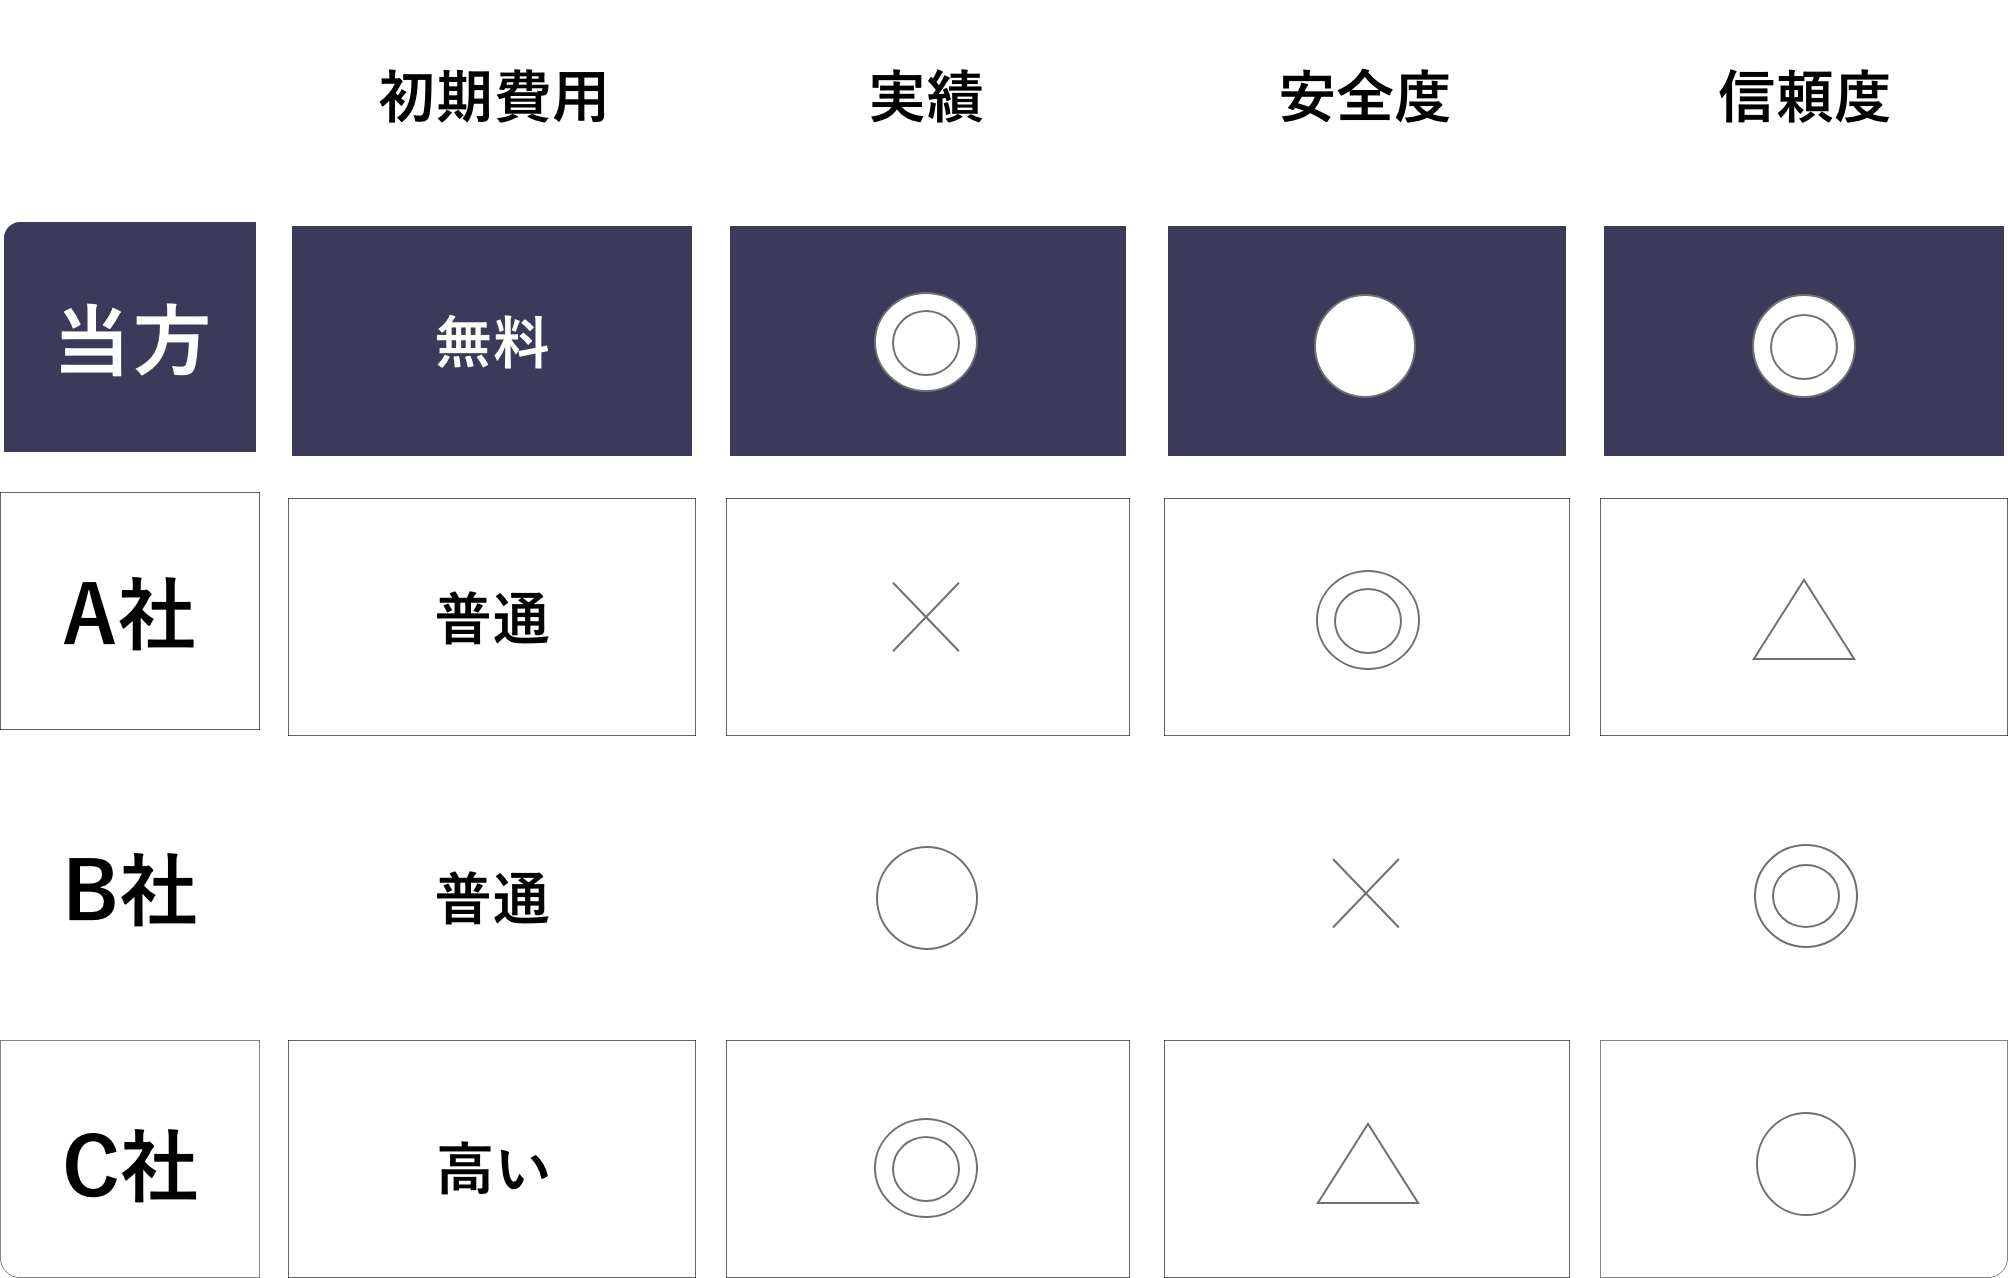 初期費用 実績 安全度 信頼度
当方 無料 ◎ ○ ◎
A社 普通 × ◎ △
B社 普通 ○ × ◎
C社 高い ◎ △ ○